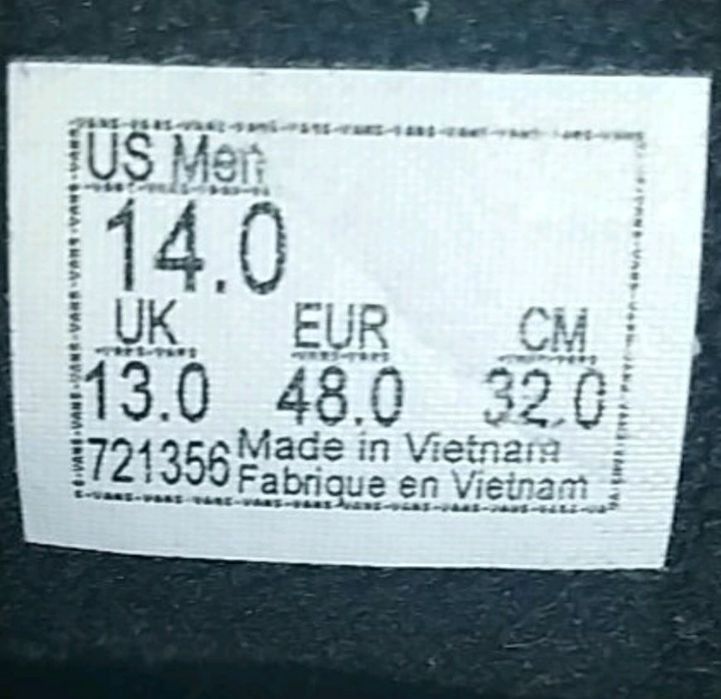 US Men
14.0
UK EUR CM
13.0 48.0 32.0
721356 Made in Vietnam
Fabrique en Vietnam